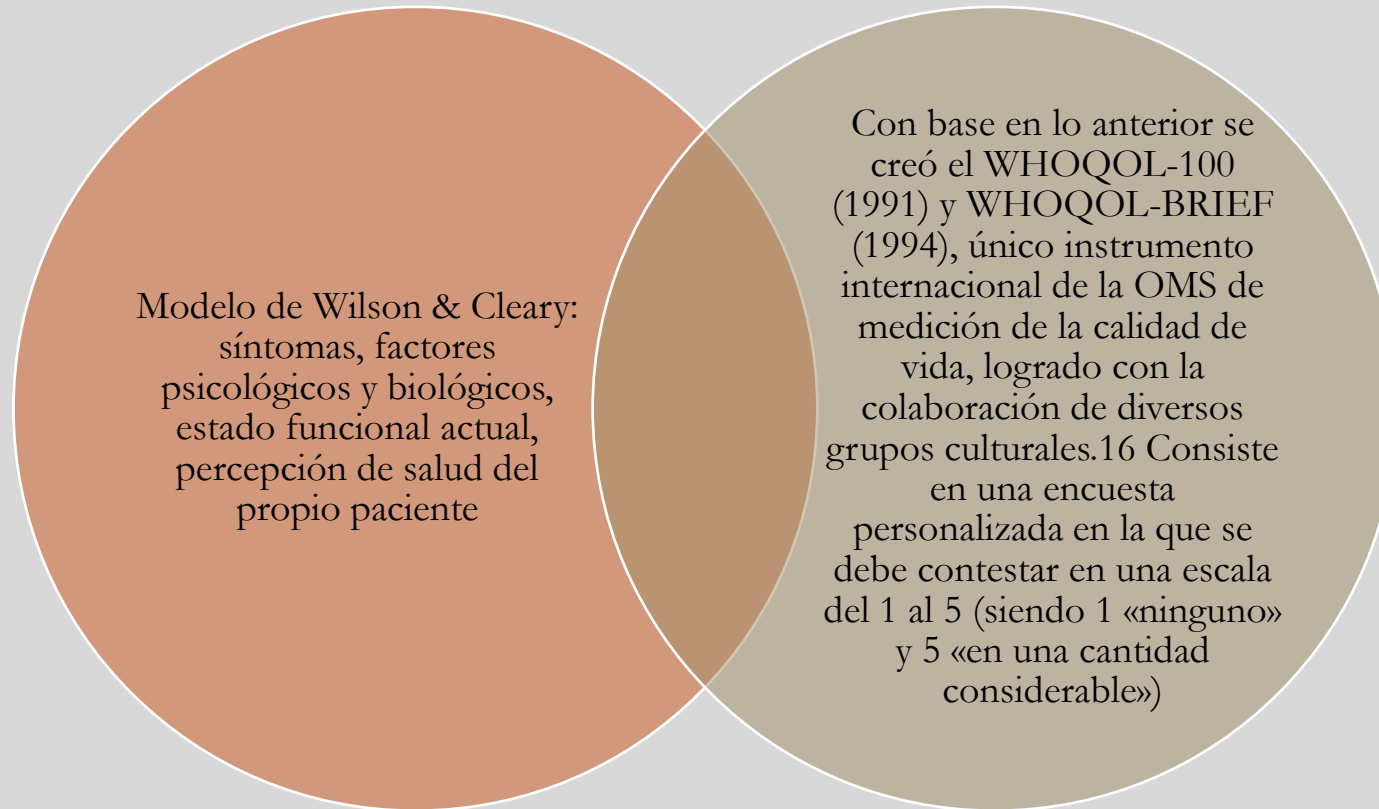 Modelo de Wilson & Cleary:
síntomas, factores
psicológicos y biológicos,
estado funcional actual,
percepción de salud del
propio paciente
Con base en lo anterior se
creó el WHOQOL-100
(1991) y WHOQOL-BRIEF
(1994), único instrumento
internacional de la OMS de
medición de la calidad de
vida, logrado con la
colaboración de diversos
grupos culturales.16 Consiste
en una encuesta
personalizada en la que se
debe contestar en una escala
del 1 al 5 (siendo 1 «ninguno»
y 5 «en una cantidad
considerable»)